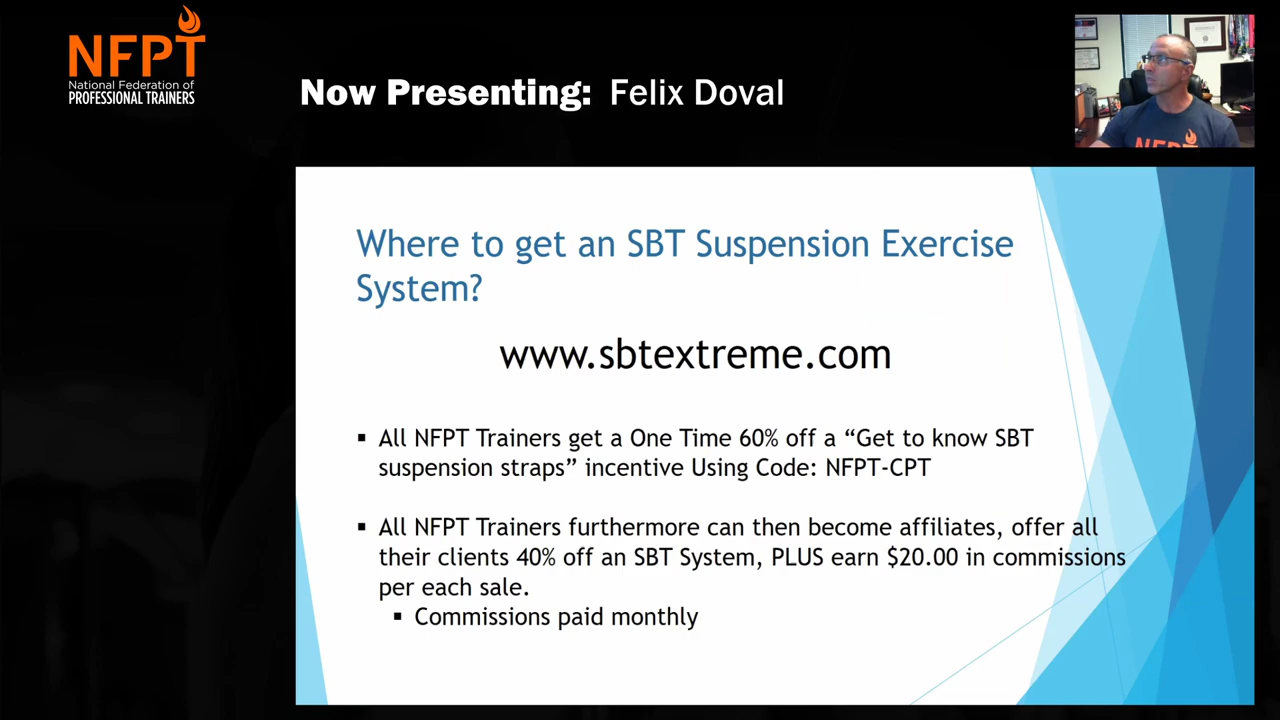 NFPT
National Federation of
PROFESSIONAL TRAINERS
Now Presenting: Felix Doval
NFPT
Where to get an SBT Suspension Exercise
System?
www.sbtextreme.com
▪ All NFPT Trainers get a One Time 60% off a “Get to know SBT
suspension straps” incentive Using Code: NFPT-CPT
▪ All NFPT Trainers furthermore can then become affiliates, offer all
their clients 40% off an SBT System, PLUS earn $20.00 in commissions
per each sale.
▪ Commissions paid monthly